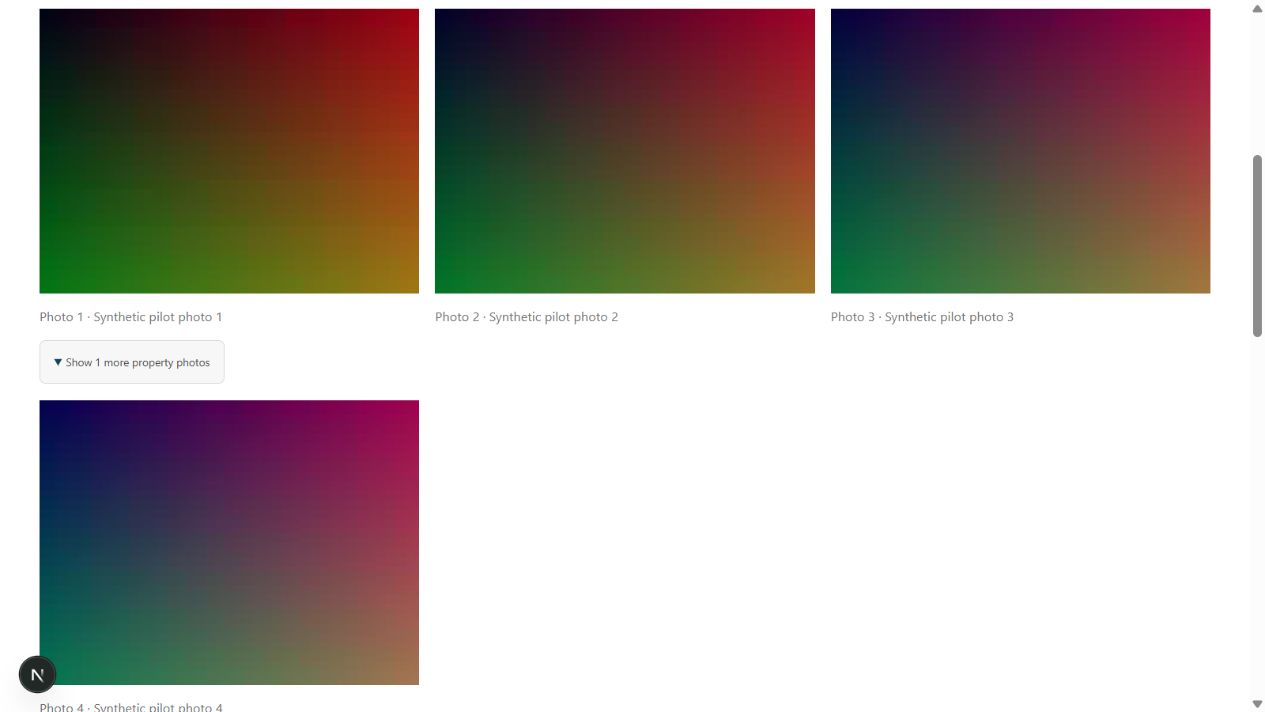 Photo 1 · Synthetic pilot photo 1
Photo 2 · Synthetic pilot photo 2
Photo 3 · Synthetic pilot photo 3
▼ Show 1 more property photos
Photo 4 · Synthetic pilot photo 4
N